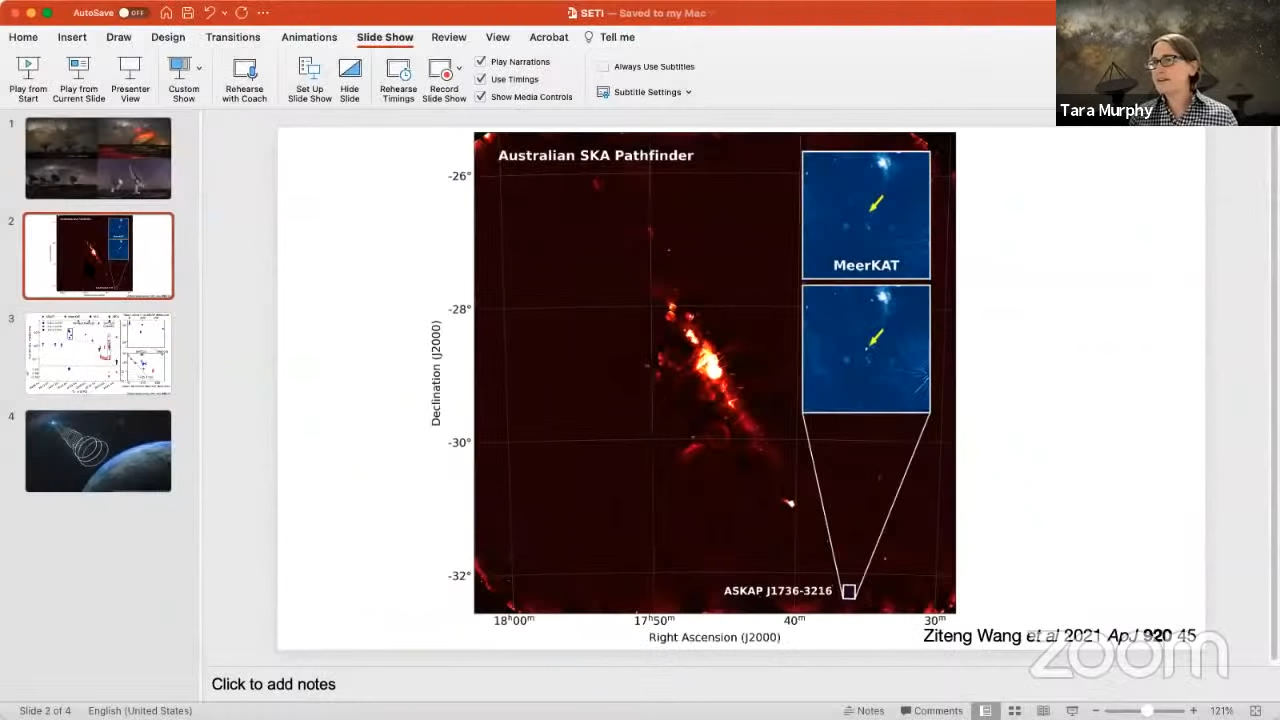 AutoSave OFF
SETI — Saved to my Mac
Home Insert Draw Design Transitions Animations Slide Show Review View Acrobat Tell me
Play from Start
Play from Current Slide
Presenter View
Custom Show
Rehearse with Coach
Set Up Slide Show
Hide Slide
Rehearse Timings
Record Slide Show
Play Narrations
Use Timings
Show Media Controls
Always Use Subtitles
Subtitle Settings
Tara Murphy
1
2
3
4
Australian SKA Pathfinder
MeerKAT
-26°
-28°
-30°
-32°
Declination (J2000)
ASKAP J1736-3216
18ʰ00ᵐ 17ʰ50ᵐ 40ᵐ 30ᵐ
Right Ascension (J2000)
Ziteng Wang et al 2021 ApJ 920 45
zoom
Click to add notes
Slide 2 of 4 English (United States) Notes Comments 121%